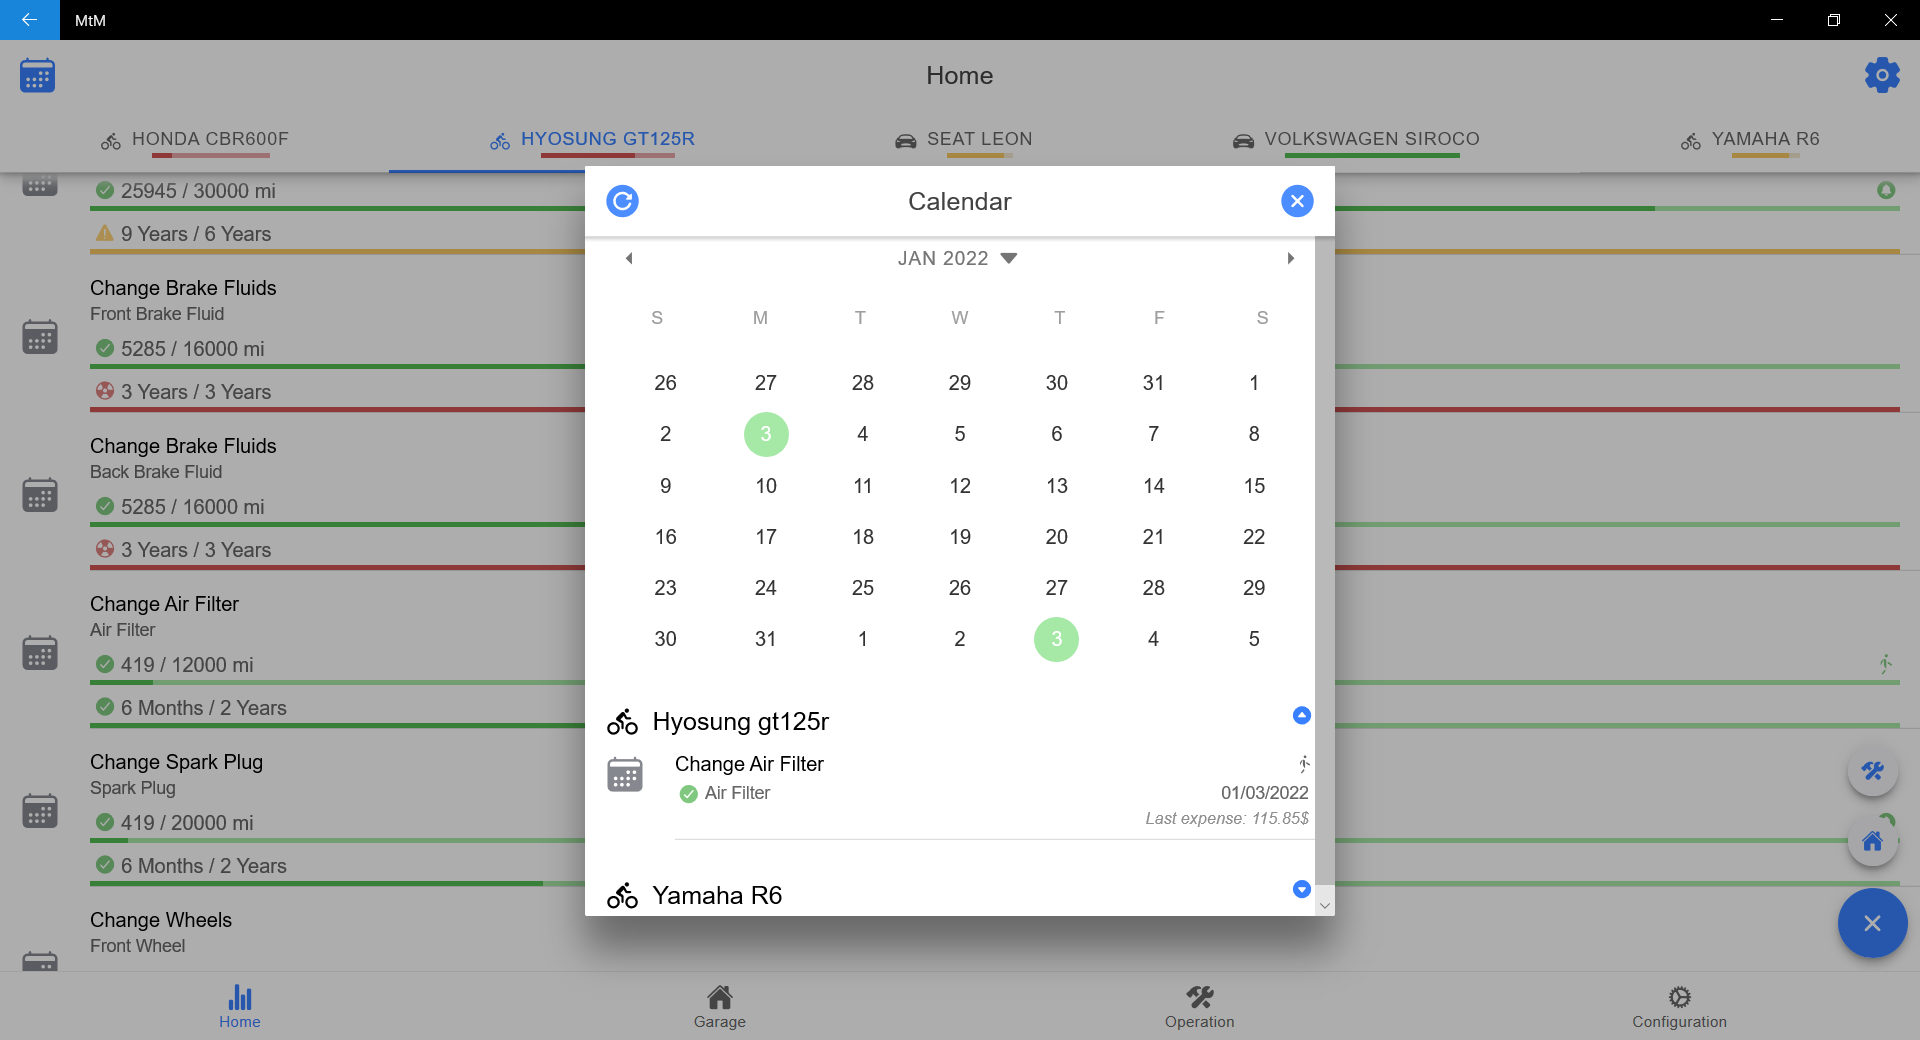 MtM
Home
HONDA CBR600F
HYOSUNG GT125R
SEAT LEON
VOLKSWAGEN SIROCO
YAMAHA R6
25945 / 30000 mi
9 Years / 6 Years
Change Brake Fluids
Front Brake Fluid
5285 / 16000 mi
3 Years / 3 Years
Change Brake Fluids
Back Brake Fluid
5285 / 16000 mi
3 Years / 3 Years
Change Air Filter
Air Filter
419 / 12000 mi
6 Months / 2 Years
Change Spark Plug
Spark Plug
419 / 20000 mi
6 Months / 2 Years
Change Wheels
Front Wheel
Calendar
JAN 2022
S M T W T F S
26 27 28 29 30 31 1
2 3 4 5 6 7 8
9 10 11 12 13 14 15
16 17 18 19 20 21 22
23 24 25 26 27 28 29
30 31 1 2 3 4 5
Hyosung gt125r
Change Air Filter
Air Filter
01/03/2022
Last expense: 115.85$
Yamaha R6
Home
Garage
Operation
Configuration